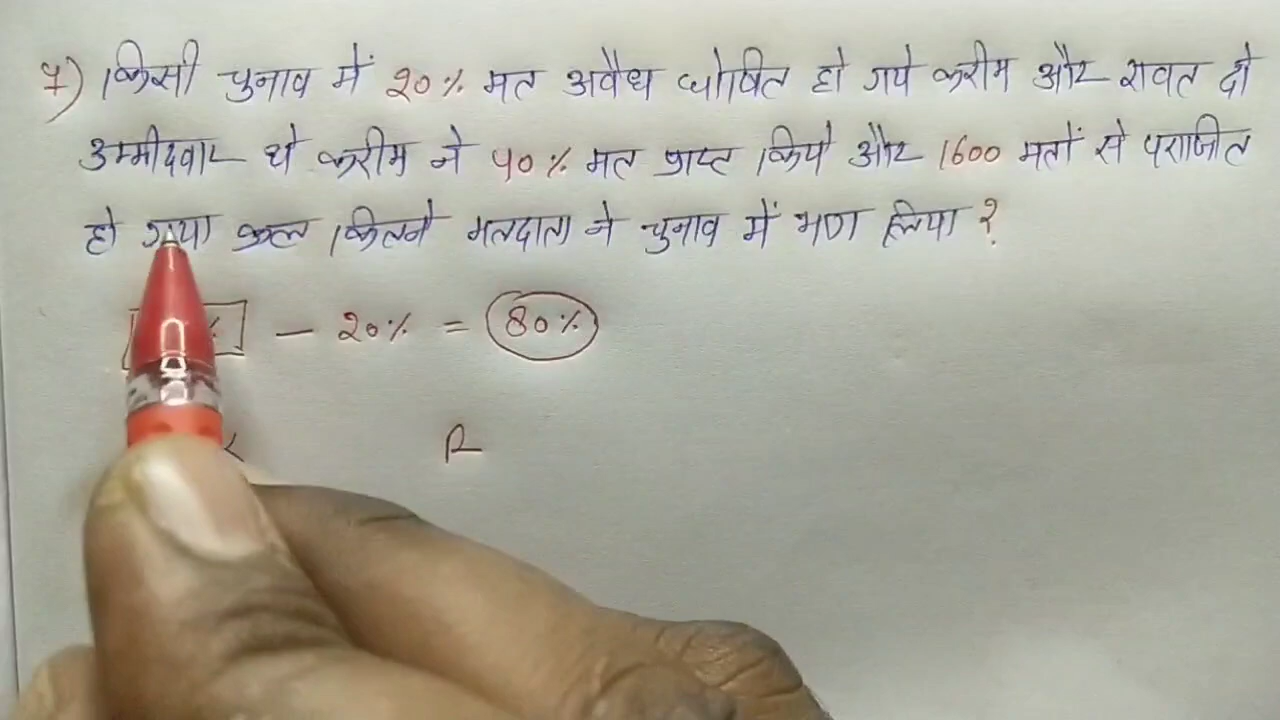 7) किसी चुनाव में 20% मत अवैध घोषित हो गये करीम और रावत दो
उम्मीदवार थे करीम ने 40% मत प्राप्त किये और 1600 मतों से पराजित
हो गया कुल कितने मतदाता ने चुनाव में भाग लिया ?
% - 20% = 80%
R